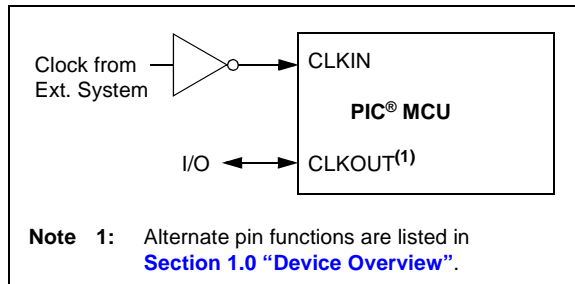 Clock from
Ext. System
CLKIN
PIC® MCU
I/O
CLKOUT(1)
Note 1: Alternate pin functions are listed in
Section 1.0 “Device Overview”.